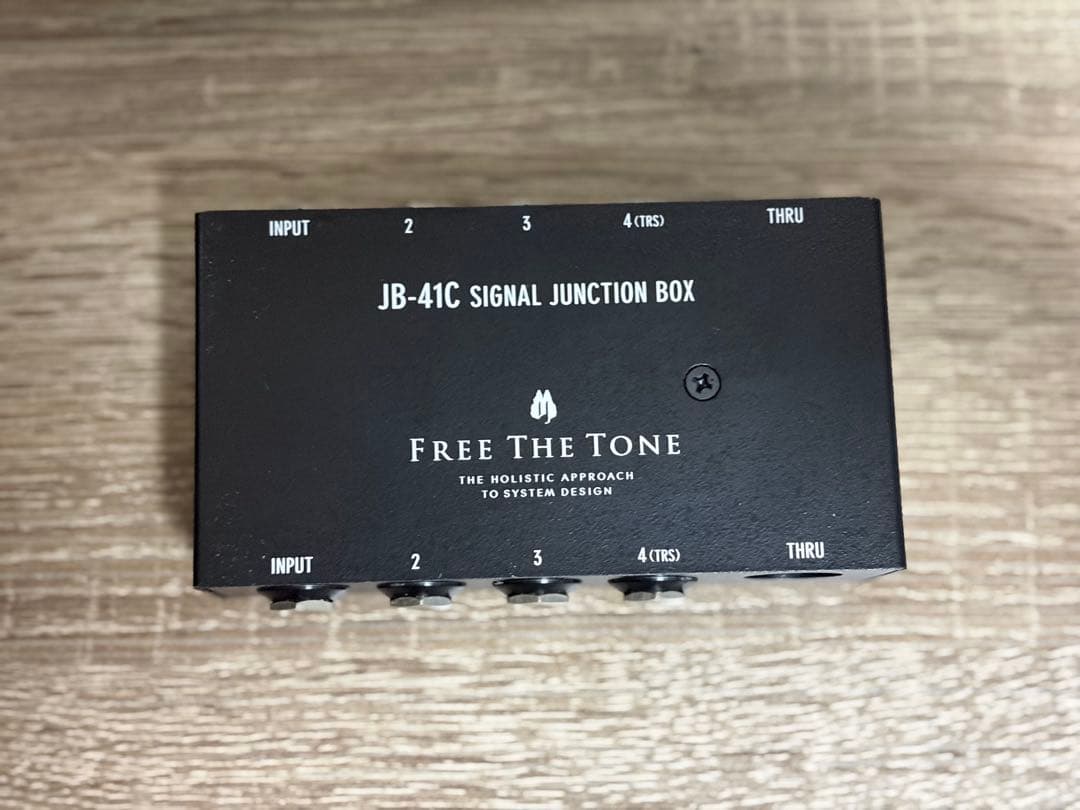 INPUT 2 3 4(TRS) THRU
JB-41C SIGNAL JUNCTION BOX
FREE THE TONE
THE HOLISTIC APPROACH
TO SYSTEM DESIGN
INPUT 2 3 4(TRS) THRU